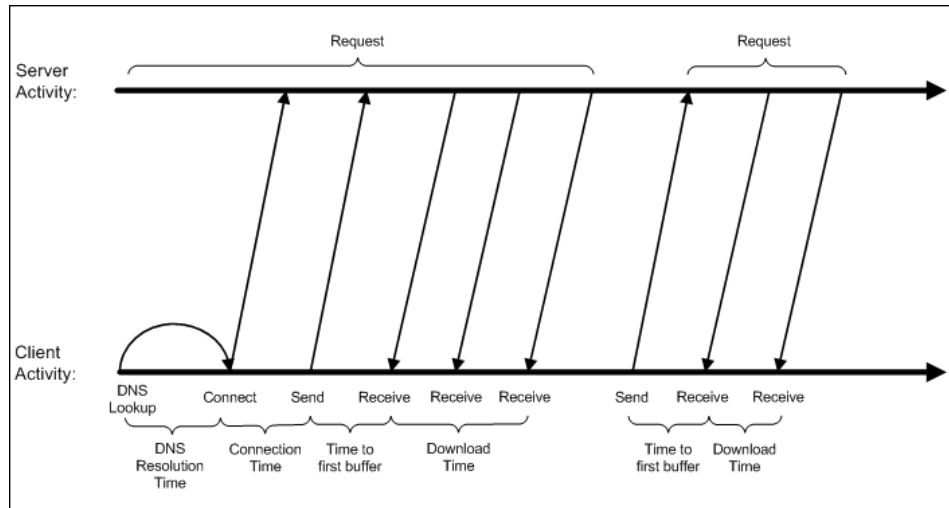 Request
Request
Server
Activity:
Client
Activity:
DNS
Lookup
Connect
Send
Receive
Receive
Receive
Send
Receive
Receive
DNS
Resolution
Time
Connection
Time
Time to
first buffer
Download
Time
Time to
first buffer
Download
Time